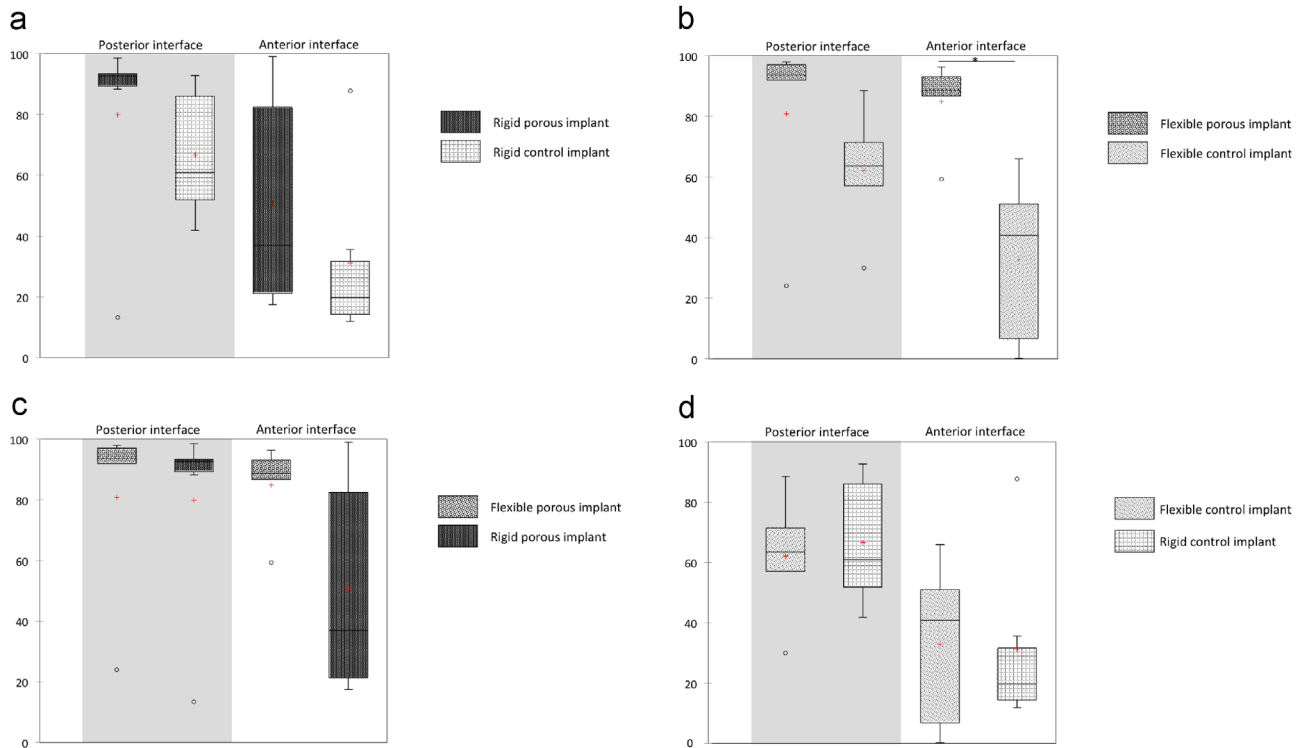 a
Posterior interface Anterior interface
100
80
60
40
20
0
Rigid porous implant
Rigid control implant
b
Posterior interface Anterior interface
*
100
80
60
40
20
0
Flexible porous implant
Flexible control implant
c
Posterior interface Anterior interface
100
80
60
40
20
0
Flexible porous implant
Rigid porous implant
d
Posterior interface Anterior interface
100
80
60
40
20
0
Flexible control implant
Rigid control implant